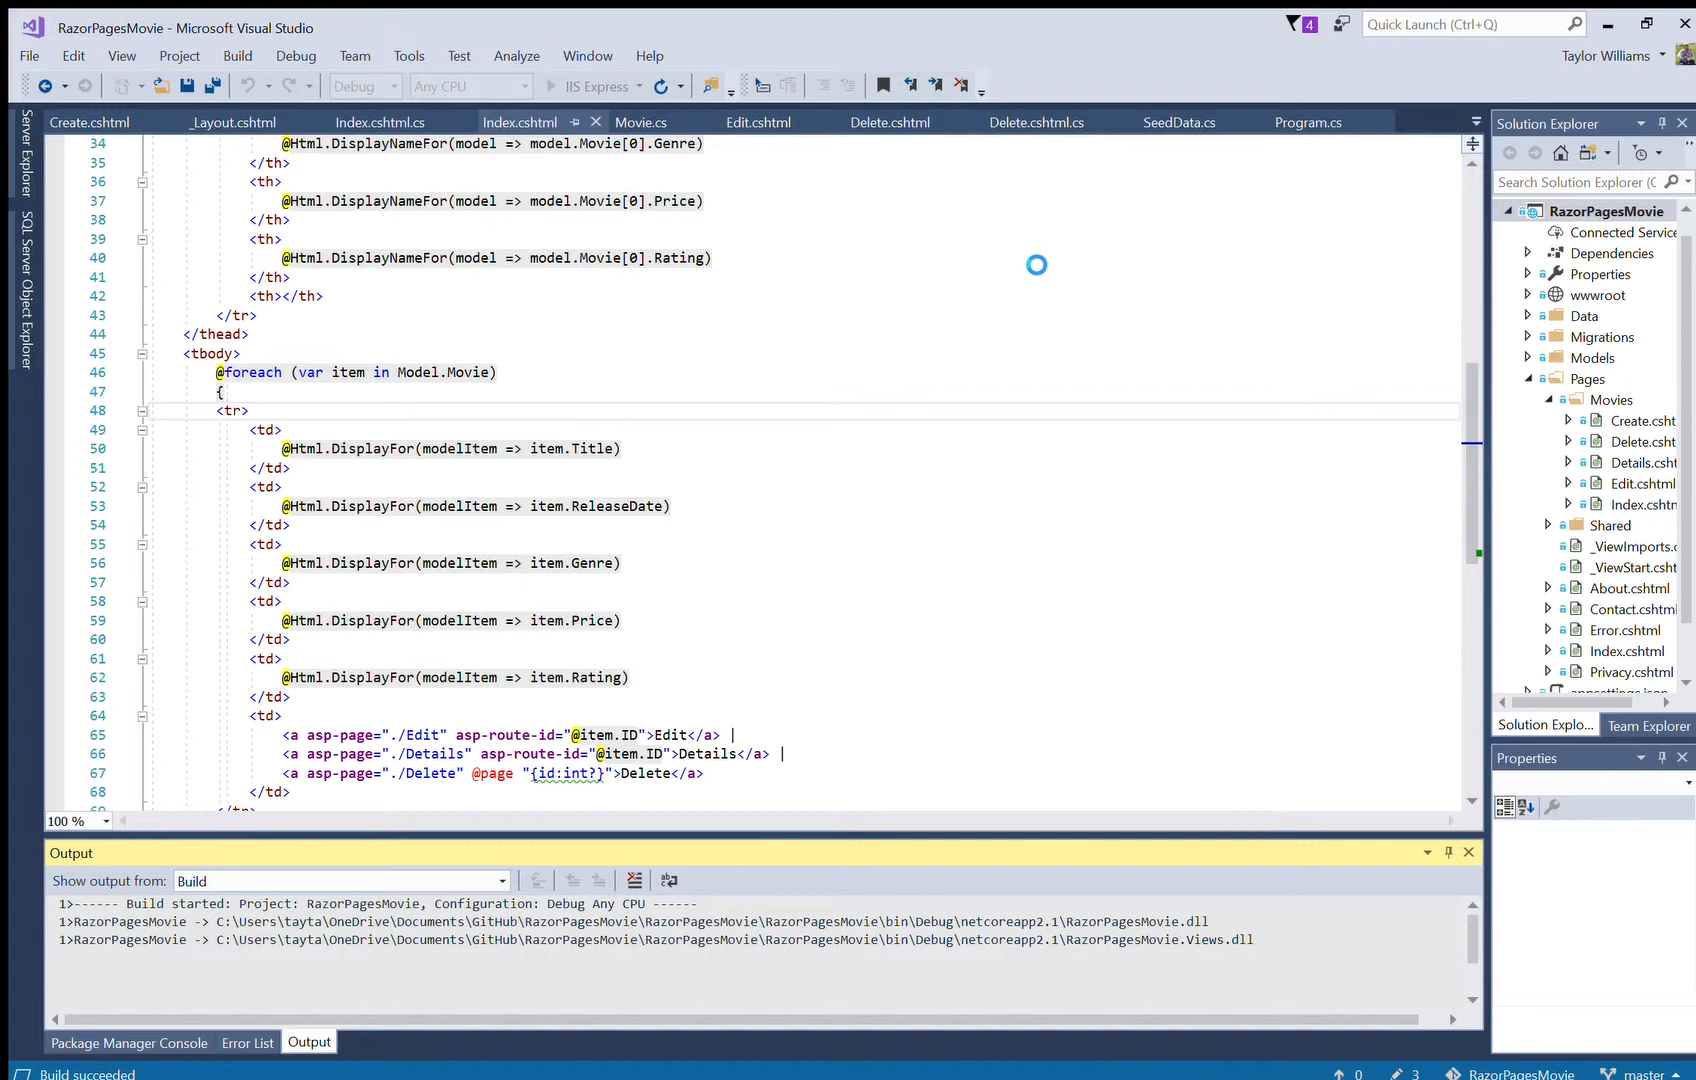 RazorPagesMovie - Microsoft Visual Studio
4
Quick Launch (Ctrl+Q)
File Edit View Project Build Debug Team Tools Test Analyze Window Help
Taylor Williams
Debug Any CPU IIS Express
Server Explorer
SQL Server Object Explorer
Create.cshtml _Layout.cshtml Index.cshtml.cs Index.cshtml Movie.cs Edit.cshtml Delete.cshtml Delete.cshtml.cs SeedData.cs Program.cs
34 @Html.DisplayNameFor(model => model.Movie[0].Genre)
35 </th>
36 <th>
37 @Html.DisplayNameFor(model => model.Movie[0].Price)
38 </th>
39 <th>
40 @Html.DisplayNameFor(model => model.Movie[0].Rating)
41 </th>
42 <th></th>
43 </tr>
44 </thead>
45 <tbody>
46 @foreach (var item in Model.Movie)
47 {
48 <tr>
49 <td>
50 @Html.DisplayFor(modelItem => item.Title)
51 </td>
52 <td>
53 @Html.DisplayFor(modelItem => item.ReleaseDate)
54 </td>
55 <td>
56 @Html.DisplayFor(modelItem => item.Genre)
57 </td>
58 <td>
59 @Html.DisplayFor(modelItem => item.Price)
60 </td>
61 <td>
62 @Html.DisplayFor(modelItem => item.Rating)
63 </td>
64 <td>
65 <a asp-page="./Edit" asp-route-id="@item.ID">Edit</a> |
66 <a asp-page="./Details" asp-route-id="@item.ID">Details</a> |
67 <a asp-page="./Delete" @page "{id:int?}">Delete</a>
68 </td>
69 </tr>
100 %
Solution Explorer
Search Solution Explorer (C
RazorPagesMovie
Connected Service
Dependencies
Properties
wwwroot
Data
Migrations
Models
Pages
Movies
Create.csht
Delete.csht
Details.csht
Edit.cshtml
Index.cshtn
Shared
_ViewImports.c
_ViewStart.csht
About.cshtml
Contact.cshtml
Error.cshtml
Index.cshtml
Privacy.cshtml
appsettings.json
Solution Explo... Team Explorer
Properties
Output
Show output from: Build
1>------ Build started: Project: RazorPagesMovie, Configuration: Debug Any CPU ------
1>RazorPagesMovie -> C:\Users\tayta\OneDrive\Documents\GitHub\RazorPagesMovie\RazorPagesMovie\RazorPagesMovie\bin\Debug\netcoreapp2.1\RazorPagesMovie.dll
1>RazorPagesMovie -> C:\Users\tayta\OneDrive\Documents\GitHub\RazorPagesMovie\RazorPagesMovie\RazorPagesMovie\bin\Debug\netcoreapp2.1\RazorPagesMovie.Views.dll
Package Manager Console Error List Output
Build succeeded 0 3 RazorPagesMovie master